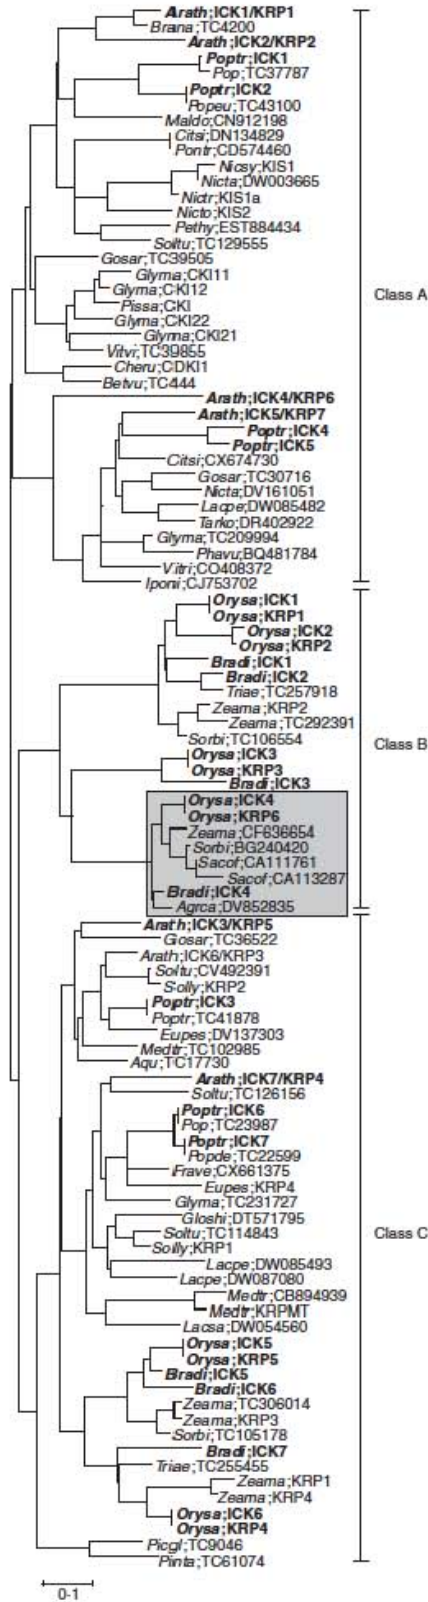 Arath;ICK1/KRP1
Brana;TC4200
Arath;ICK2/KRP2
Poptr;ICK1
Pop;TC37787
Poptr;ICK2
Popeu;TC43100
Maldo;CN912198
Citsi;DN134829
Pontr;CD574460
Nicsy;KIS1
Nicta;DW003665
Nictr;KIS1a
Nicto;KIS2
Pethy;EST884434
Soltu;TC129555
Gosar;TC39505
Glyma;CKI11
Glyma;CKI12
Pissa;CKI
Glyma;CKI22
Glyma;CKI21
Vitvi;TC39855
Cheru;CDKI1
Betvu;TC444
Class A
Arath;ICK4/KRP6
Arath;ICK5/KRP7
Poptr;ICK4
Poptr;ICK5
Citsi;CX674730
Gosar;TC30716
Nicta;DV161051
Lacpe;DW085482
Tarko;DR402922
Glyma;TC209994
Phavu;BQ481784
Vitri;CO408372
Iponi;CJ753702
Orysa;ICK1
Orysa;KRP1
Orysa;ICK2
Orysa;KRP2
Bradi;ICK1
Bradi;ICK2
Triae;TC257918
Zeama;KRP2
Zeama;TC292391
Sorbi;TC106554
Class B
Orysa;ICK3
Orysa;KRP3
Bradi;ICK3
Orysa;ICK4
Orysa;KRP6
Zeama;CF636654
Sorbi;BG240420
Sacof;CA111761
Sacof;CA113287
Bradi;ICK4
Agrca;DV852835
Arath;ICK3/KRP5
Gosar;TC36522
Arath;ICK6/KRP3
Soltu;CV492391
Solly;KRP2
Poptr;ICK3
Poptr;TC41878
Eupes;DV137303
Medtr;TC102985
Aqu;TC17730
Arath;ICK7/KRP4
Soltu;TC126156
Poptr;ICK6
Pop;TC23987
Poptr;ICK7
Popde;TC22599
Frave;CX661375
Eupes;KRP4
Glyma;TC231727
Gloshi;DT571795
Soltu;TC114843
Class C
Solly;KRP1
Lacpe;DW085493
Lacpe;DW087080
Medtr;CB894939
Medtr;KRPMT
Lacsa;DW054560
Orysa;ICK5
Orysa;KRP5
Bradi;ICK5
Bradi;ICK6
Zeama;TC306014
Zeama;KRP3
Sorbi;TC105178
Bradi;ICK7
Triae;TC255455
Zeama;KRP1
Zeama;KRP4
Orysa;ICK6
Orysa;KRP4
Picgl;TC9046
Pinta;TC61074
0-1